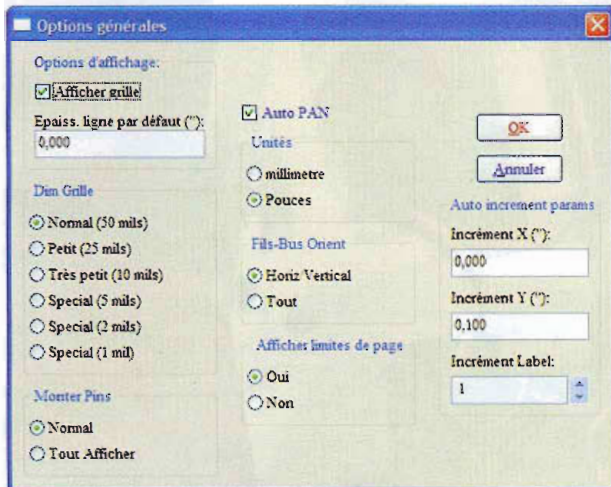 Options générales
Options d'affichage:
Afficher grille
Epaiss. ligne par défaut ("):
0,000
Dim Grille
Normal (50 mils)
Petit (25 mils)
Très petit (10 mils)
Special (5 mils)
Special (2 mils)
Special (1 mil)
Monter Pins
Normal
Tout Afficher
Auto PAN
Unités
millimetre
Pouces
Fils-Bus Orient
Horiz Vertical
Tout
Afficher limites de page
Oui
Non
OK
Annuler
Auto increment params
Incrément X ("):
0,000
Incrément Y ("):
0,100
Incrément Label:
1